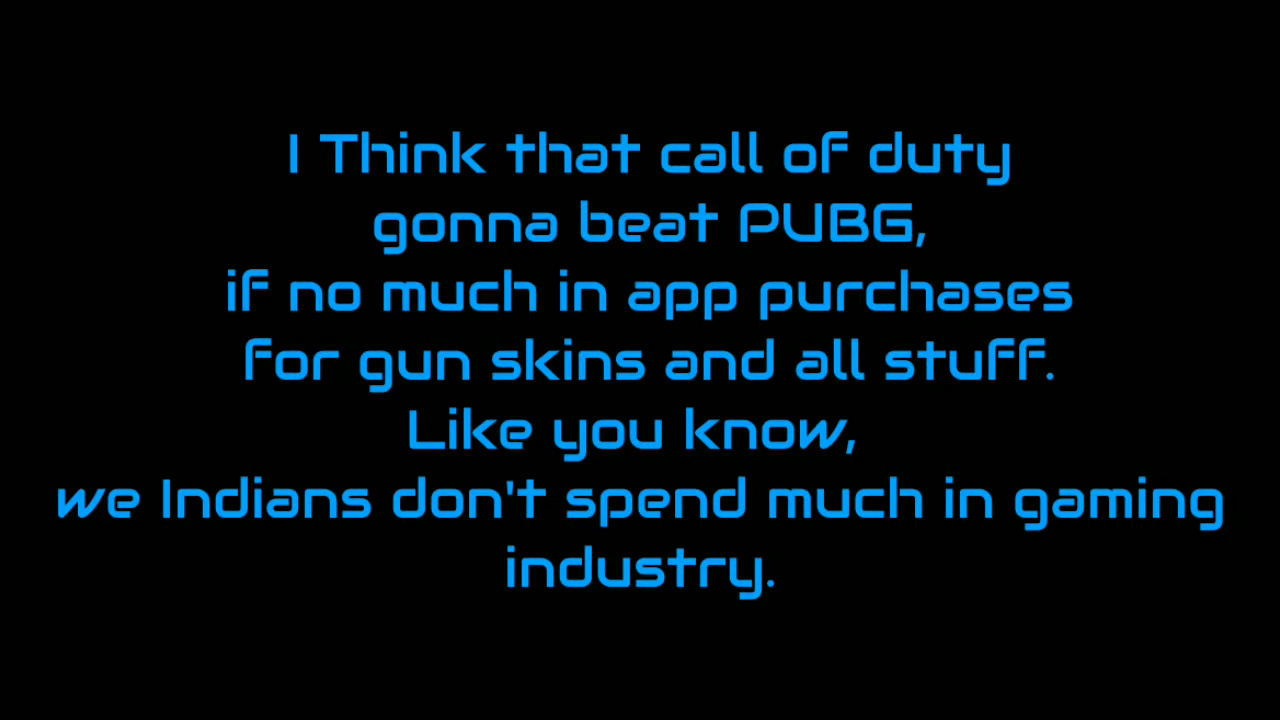 I Think that call of duty
gonna beat PUBG,
if no much in app purchases
for gun skins and all stuff.
Like you know,
we Indians don't spend much in gaming
industry.